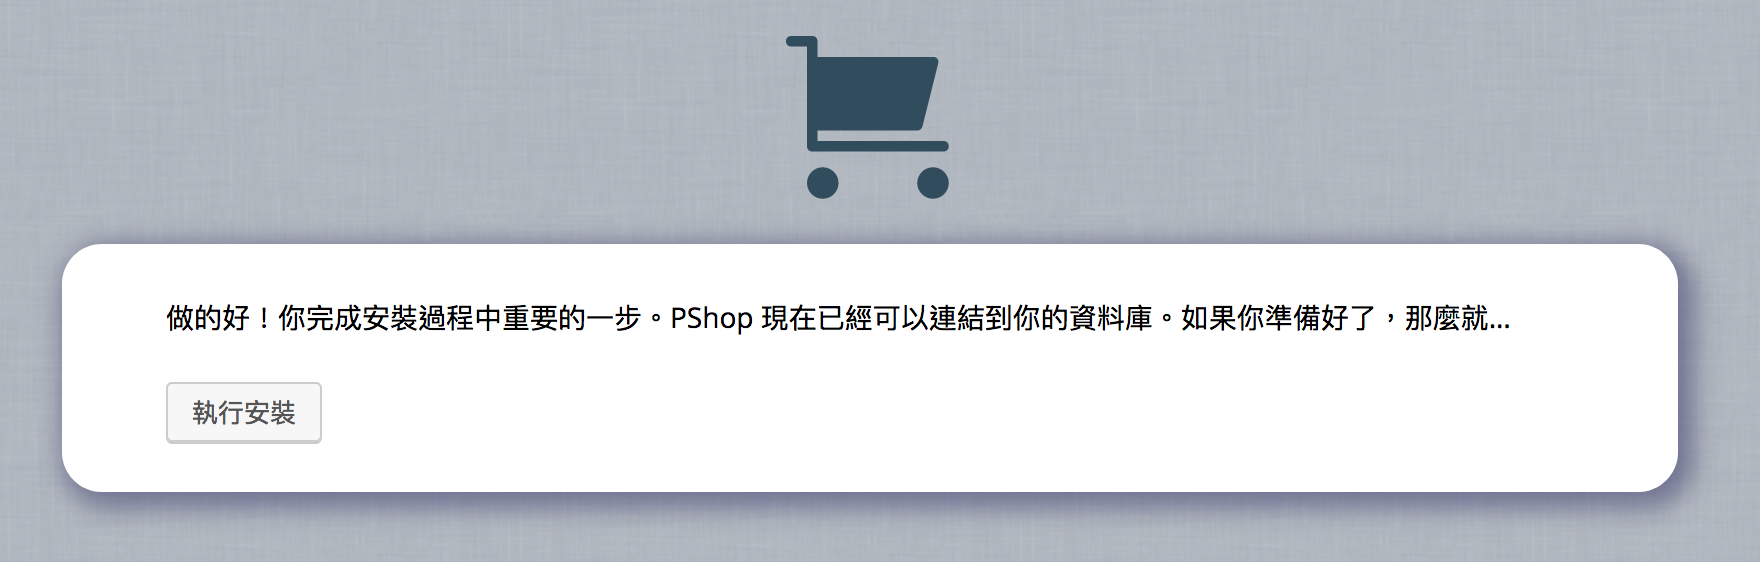 做的好！你完成安裝過程中重要的一步。PShop 現在已經可以連結到你的資料庫。如果你準備好了，那麼就...
執行安裝